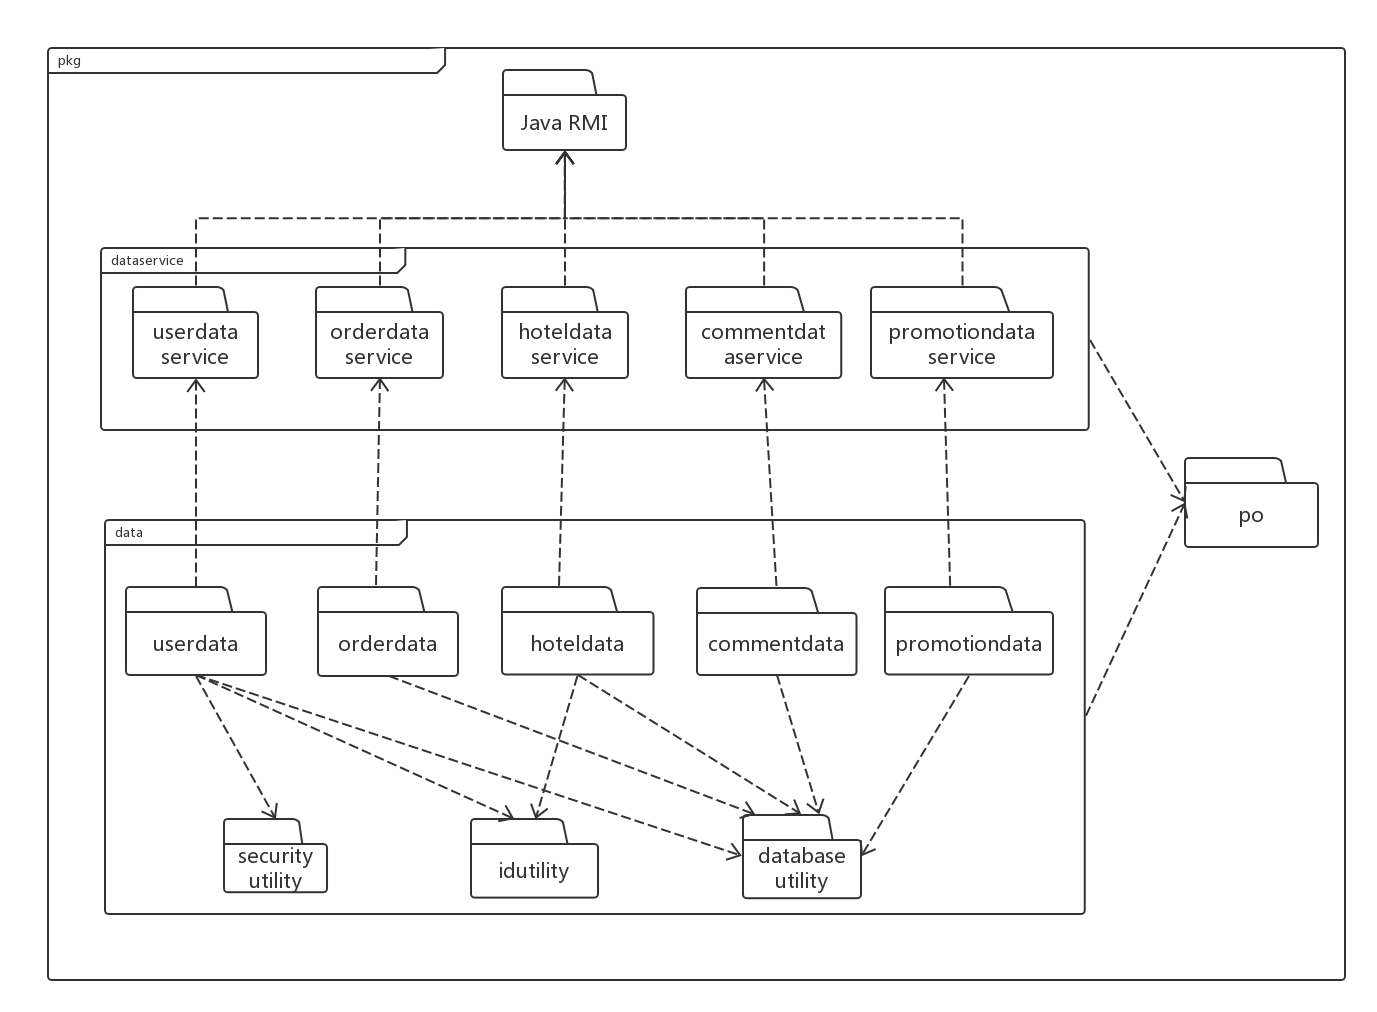 pkg
Java RMI
dataservice
userdata
service
orderdata
service
hoteldata
service
commentdat
aservice
promotiondata
service
po
data
userdata
orderdata
hoteldata
commentdata
promotiondata
security
utility
idutility
database
utility